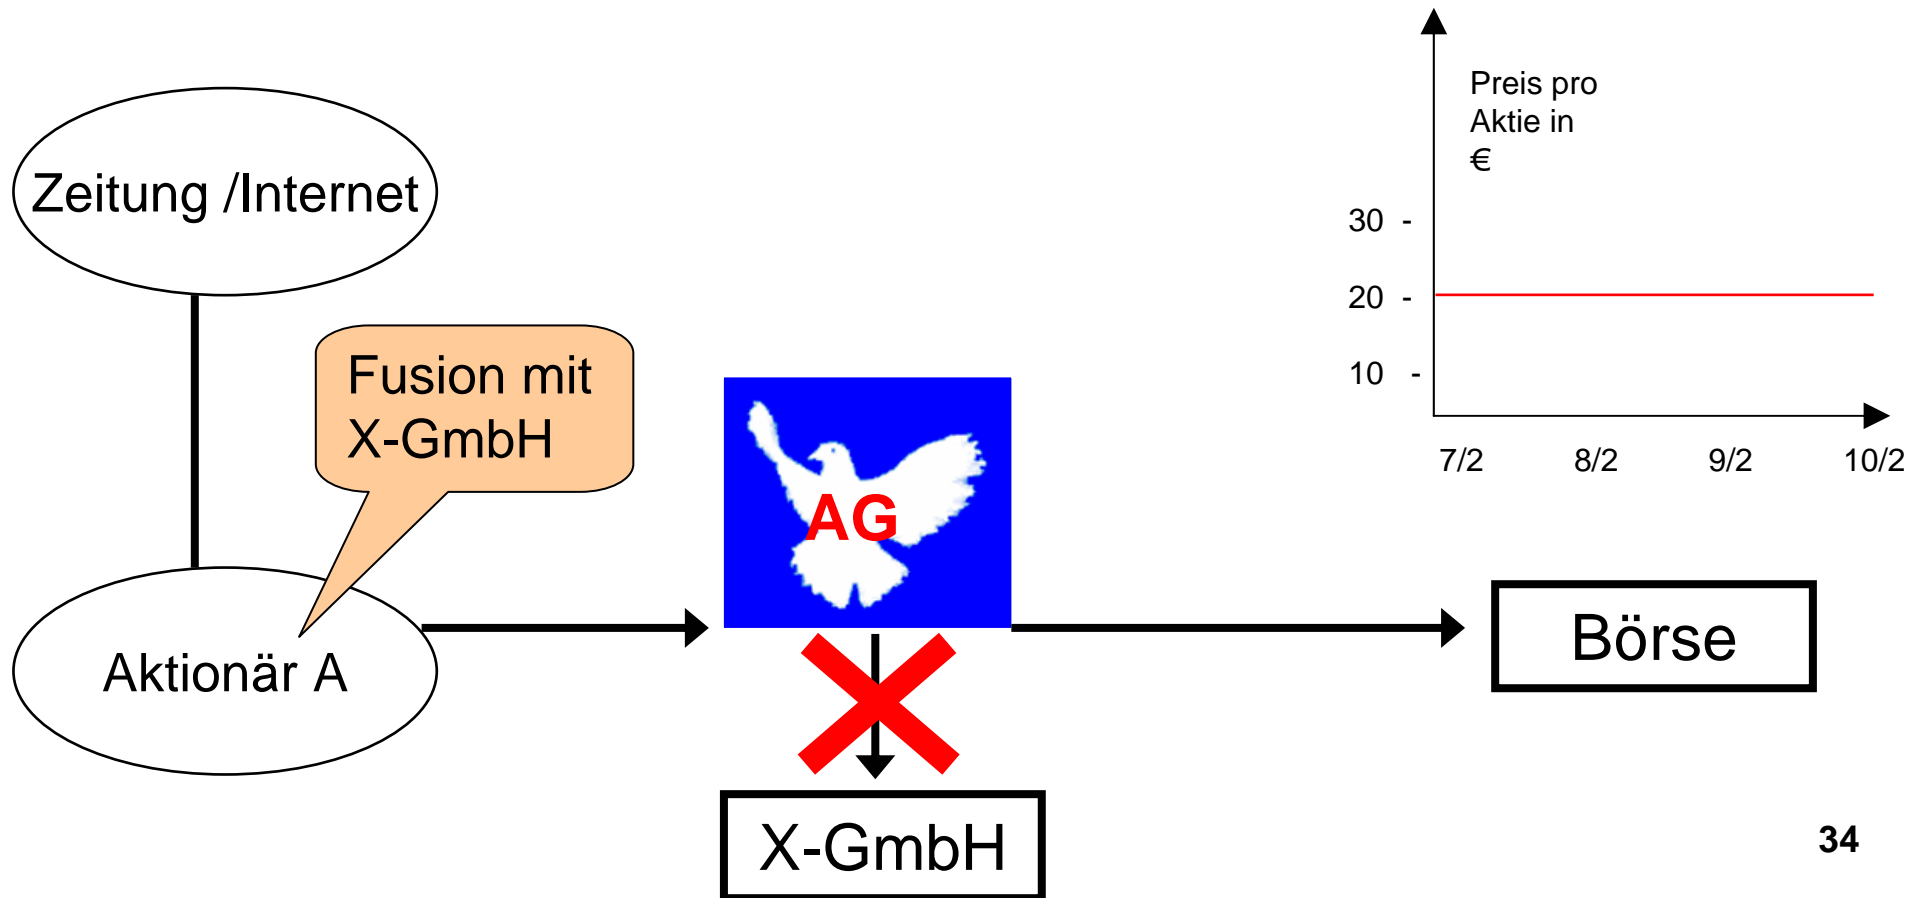 Zeitung /Internet
Fusion mit
X-GmbH
Aktionär A
AG
X-GmbH
Börse
Preis pro
Aktie in
€
30 -
20 -
10 -
7/2 8/2 9/2 10/2
34